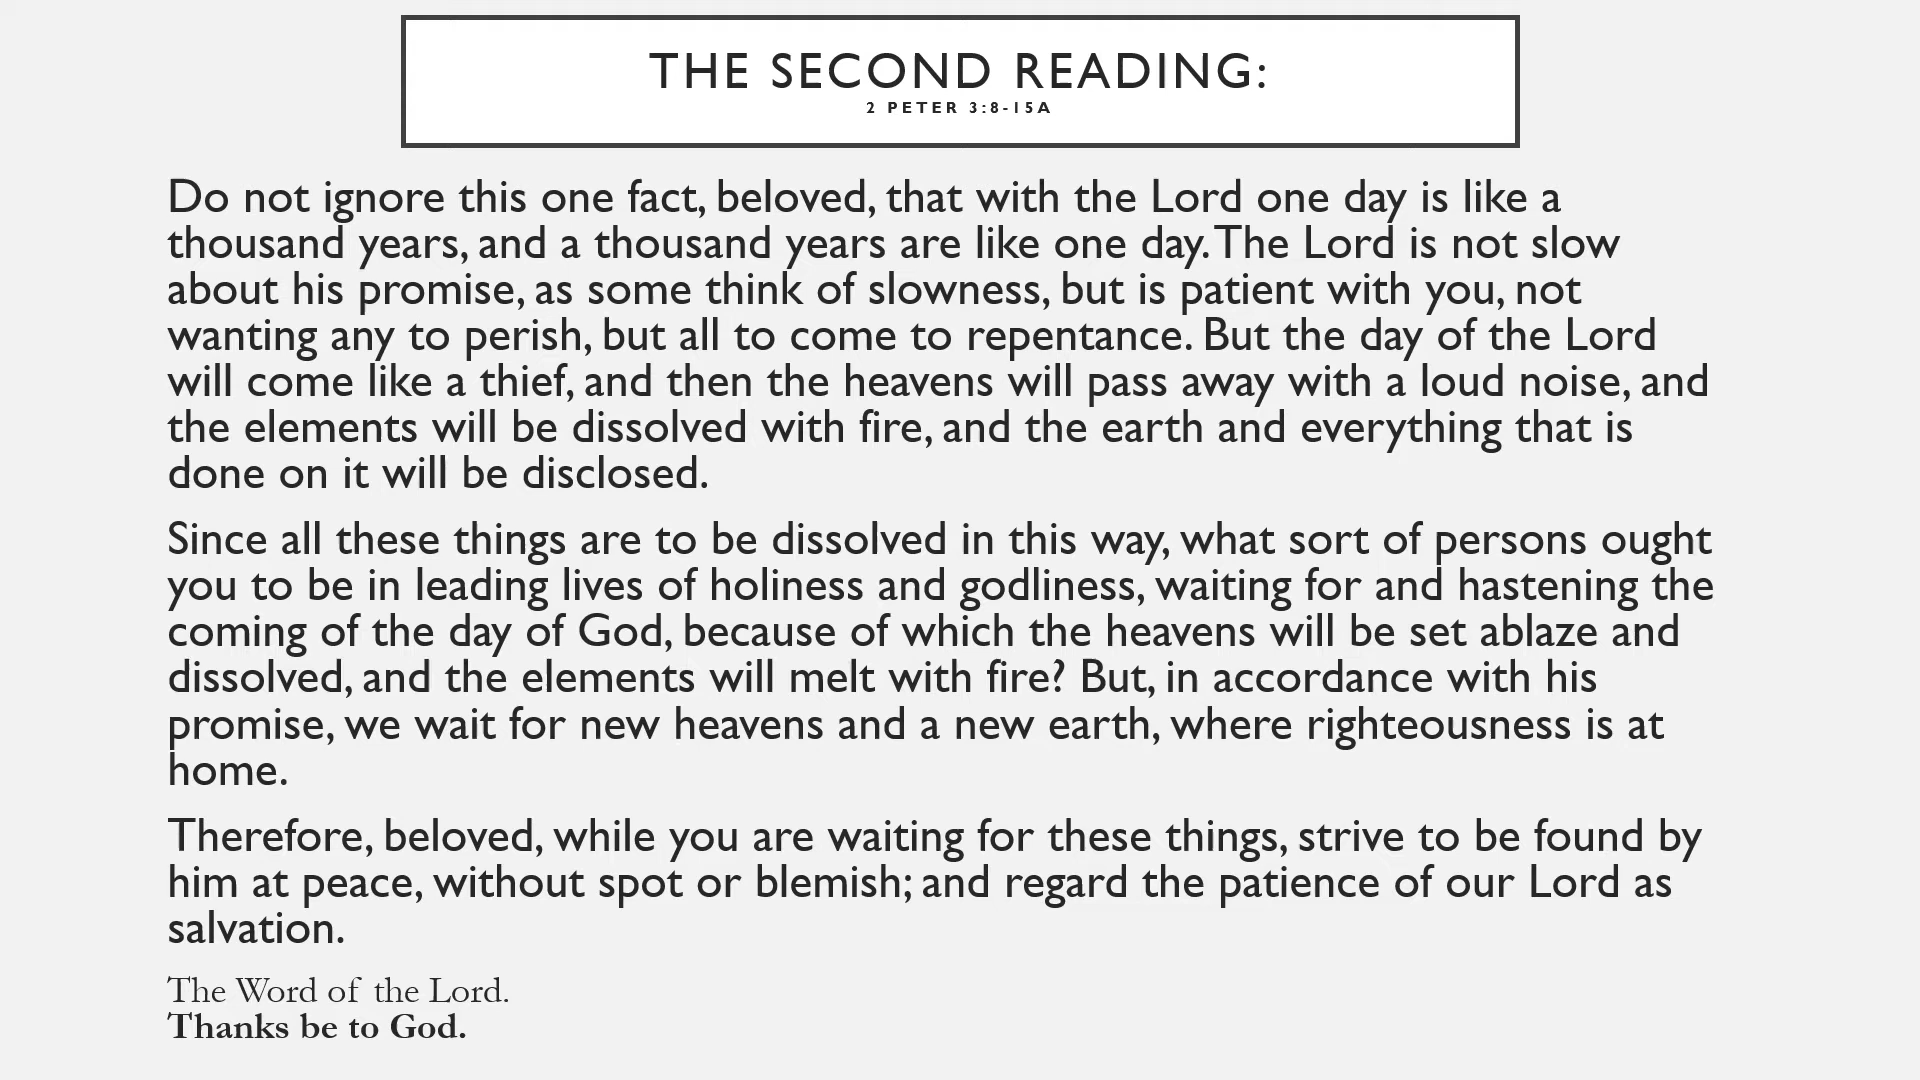 THE SECOND READING:
2 PETER 3:8-15A
Do not ignore this one fact, beloved, that with the Lord one day is like a
thousand years, and a thousand years are like one day. The Lord is not slow
about his promise, as some think of slowness, but is patient with you, not
wanting any to perish, but all to come to repentance. But the day of the Lord
will come like a thief, and then the heavens will pass away with a loud noise, and
the elements will be dissolved with fire, and the earth and everything that is
done on it will be disclosed.
Since all these things are to be dissolved in this way, what sort of persons ought
you to be in leading lives of holiness and godliness, waiting for and hastening the
coming of the day of God, because of which the heavens will be set ablaze and
dissolved, and the elements will melt with fire? But, in accordance with his
promise, we wait for new heavens and a new earth, where righteousness is at
home.
Therefore, beloved, while you are waiting for these things, strive to be found by
him at peace, without spot or blemish; and regard the patience of our Lord as
salvation.
The Word of the Lord.
Thanks be to God.